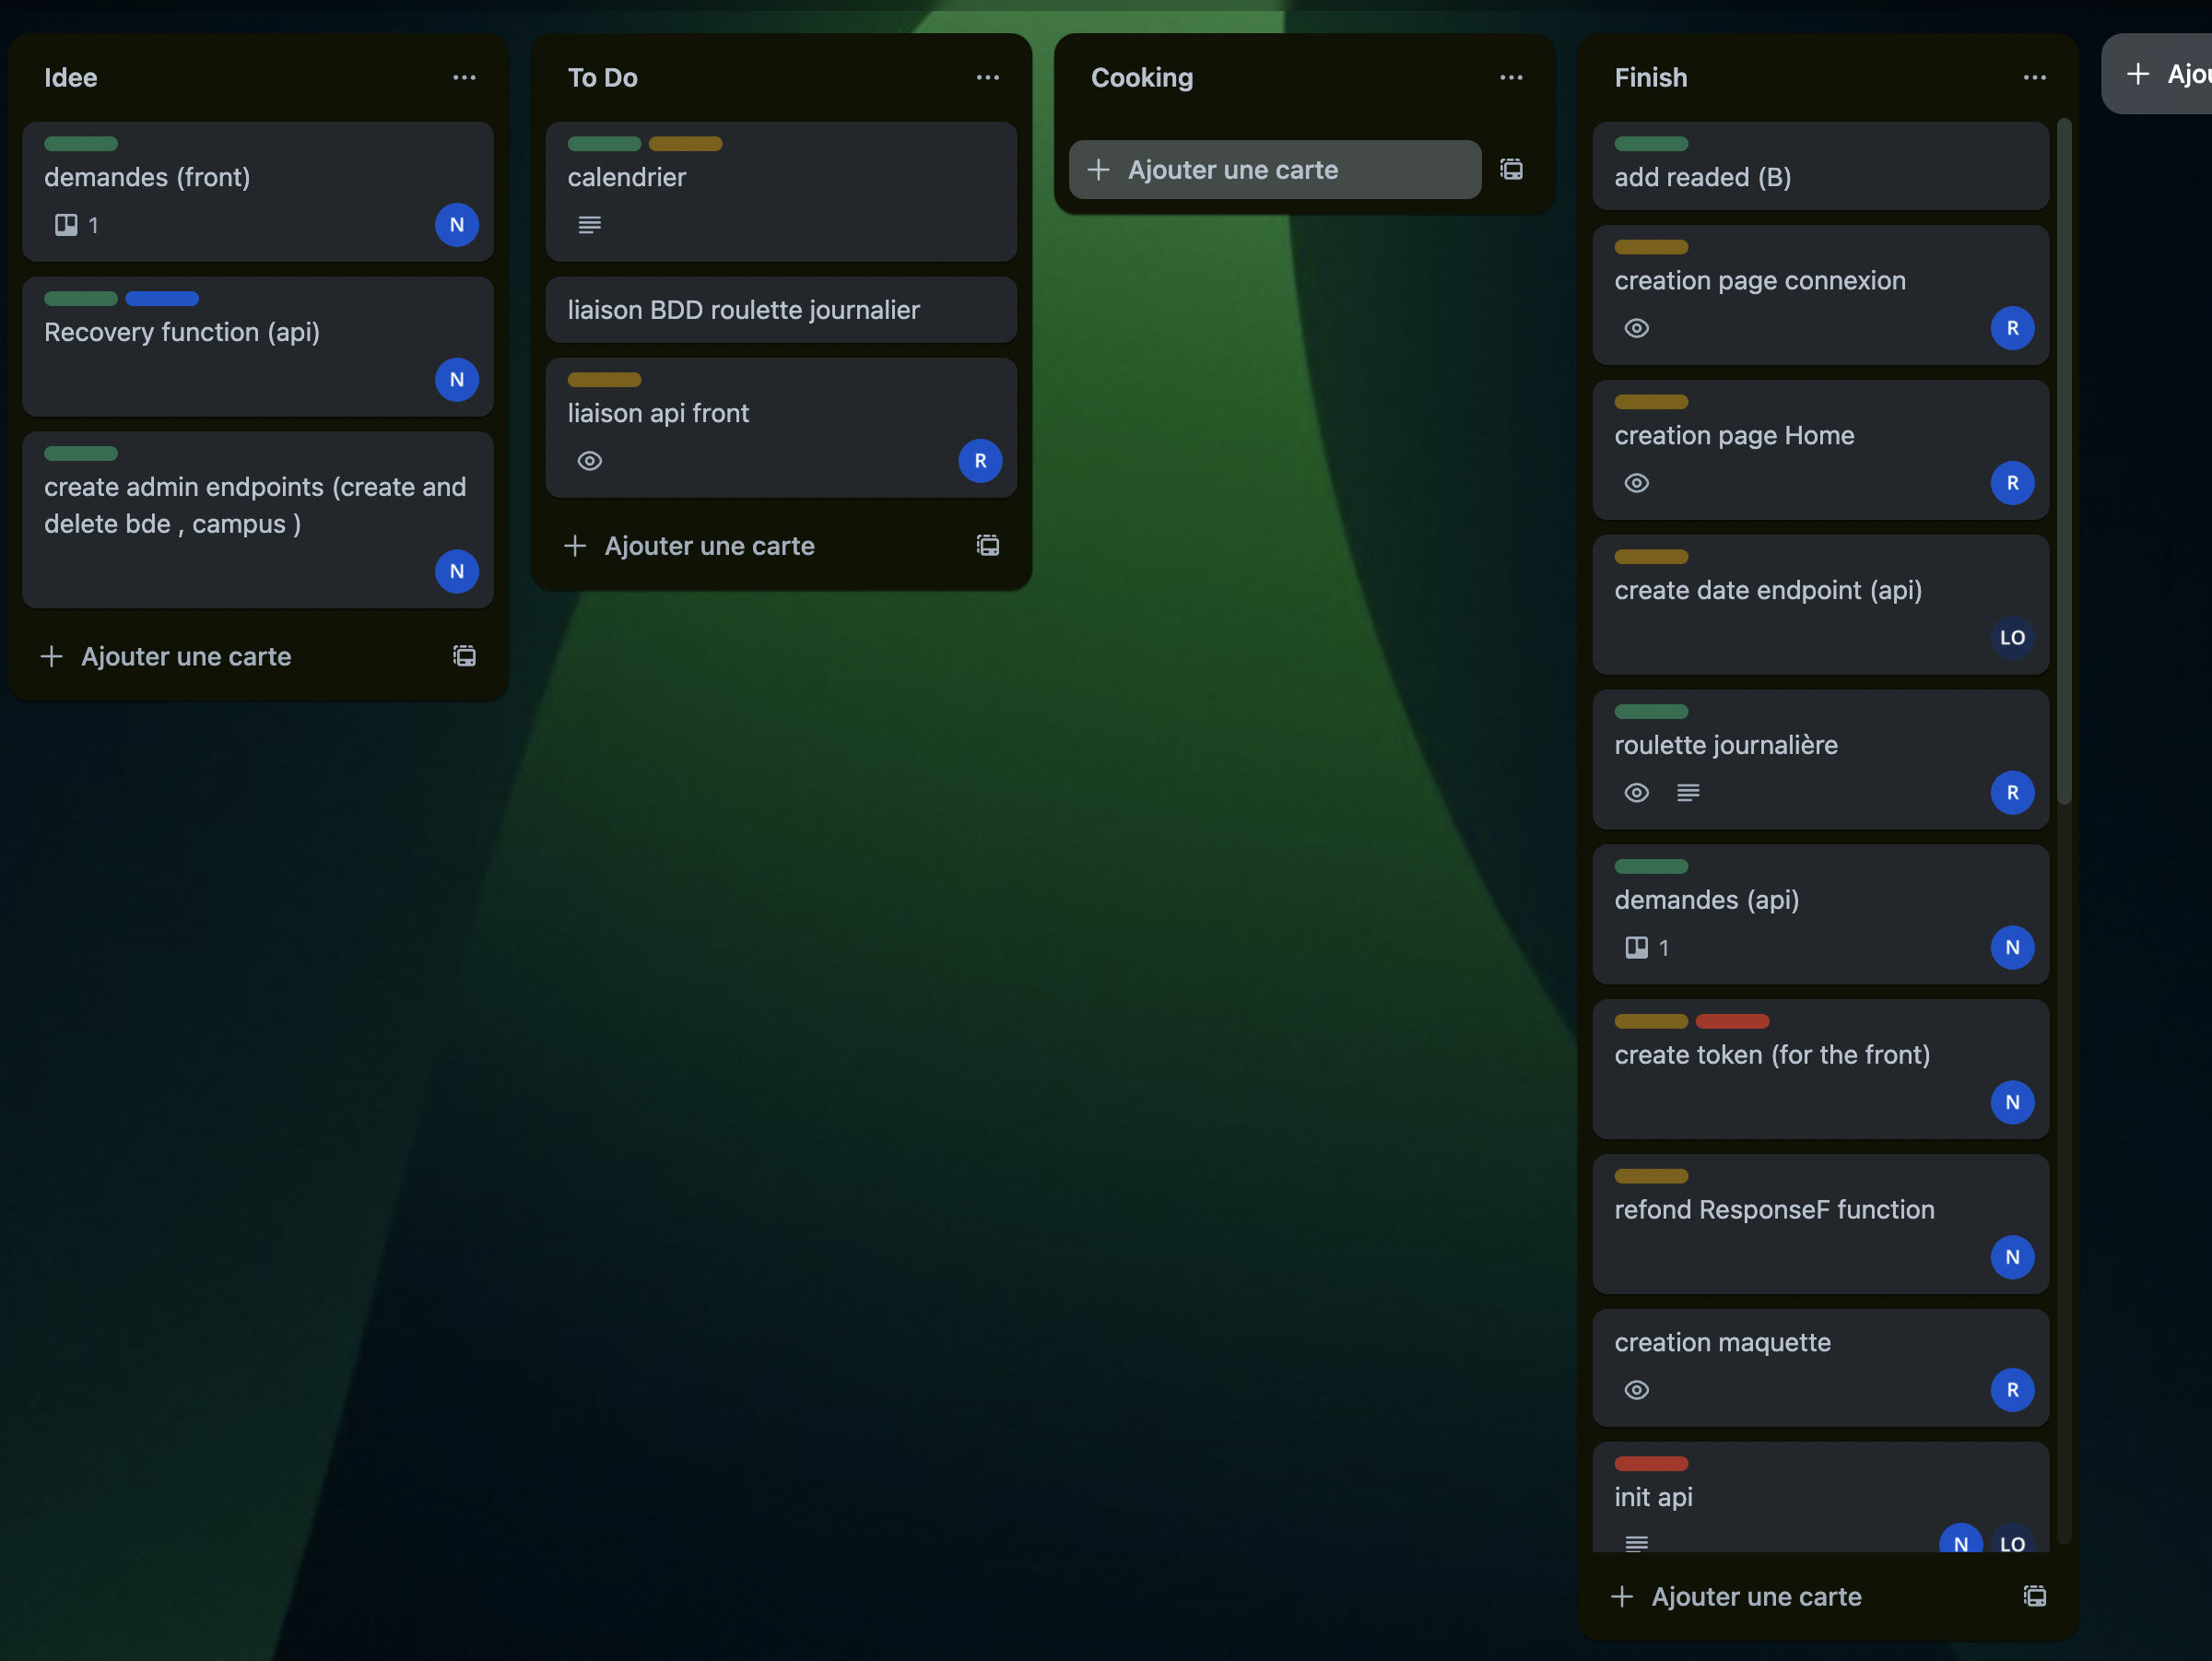 Idee
demandes (front)
1
N
Recovery function (api)
N
create admin endpoints (create and
delete bde , campus )
N
Ajouter une carte
To Do
calendrier
liaison BDD roulette journalier
liaison api front
R
Ajouter une carte
Cooking
Ajouter une carte
Finish
add readed (B)
creation page connexion
R
creation page Home
R
create date endpoint (api)
LO
roulette journalière
R
demandes (api)
1
N
create token (for the front)
N
refond ResponseF function
N
creation maquette
R
init api
N LO
Ajouter une carte